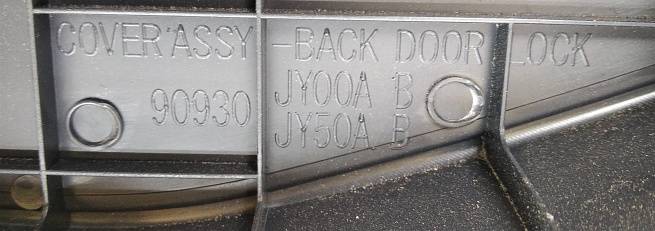 COVER ASSY -BACK DOOR LOCK
90930 JY00A B
JY50A B